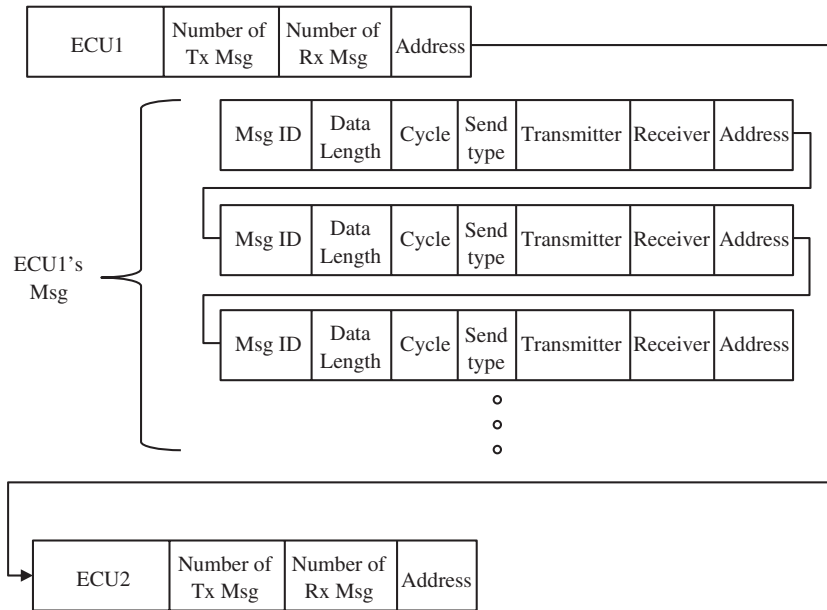 ECU1 Number of Tx Msg Number of Rx Msg Address
Msg ID Data Length Cycle Send type Transmitter Receiver Address
ECU1's Msg
Msg ID Data Length Cycle Send type Transmitter Receiver Address
Msg ID Data Length Cycle Send type Transmitter Receiver Address
ECU2 Number of Tx Msg Number of Rx Msg Address